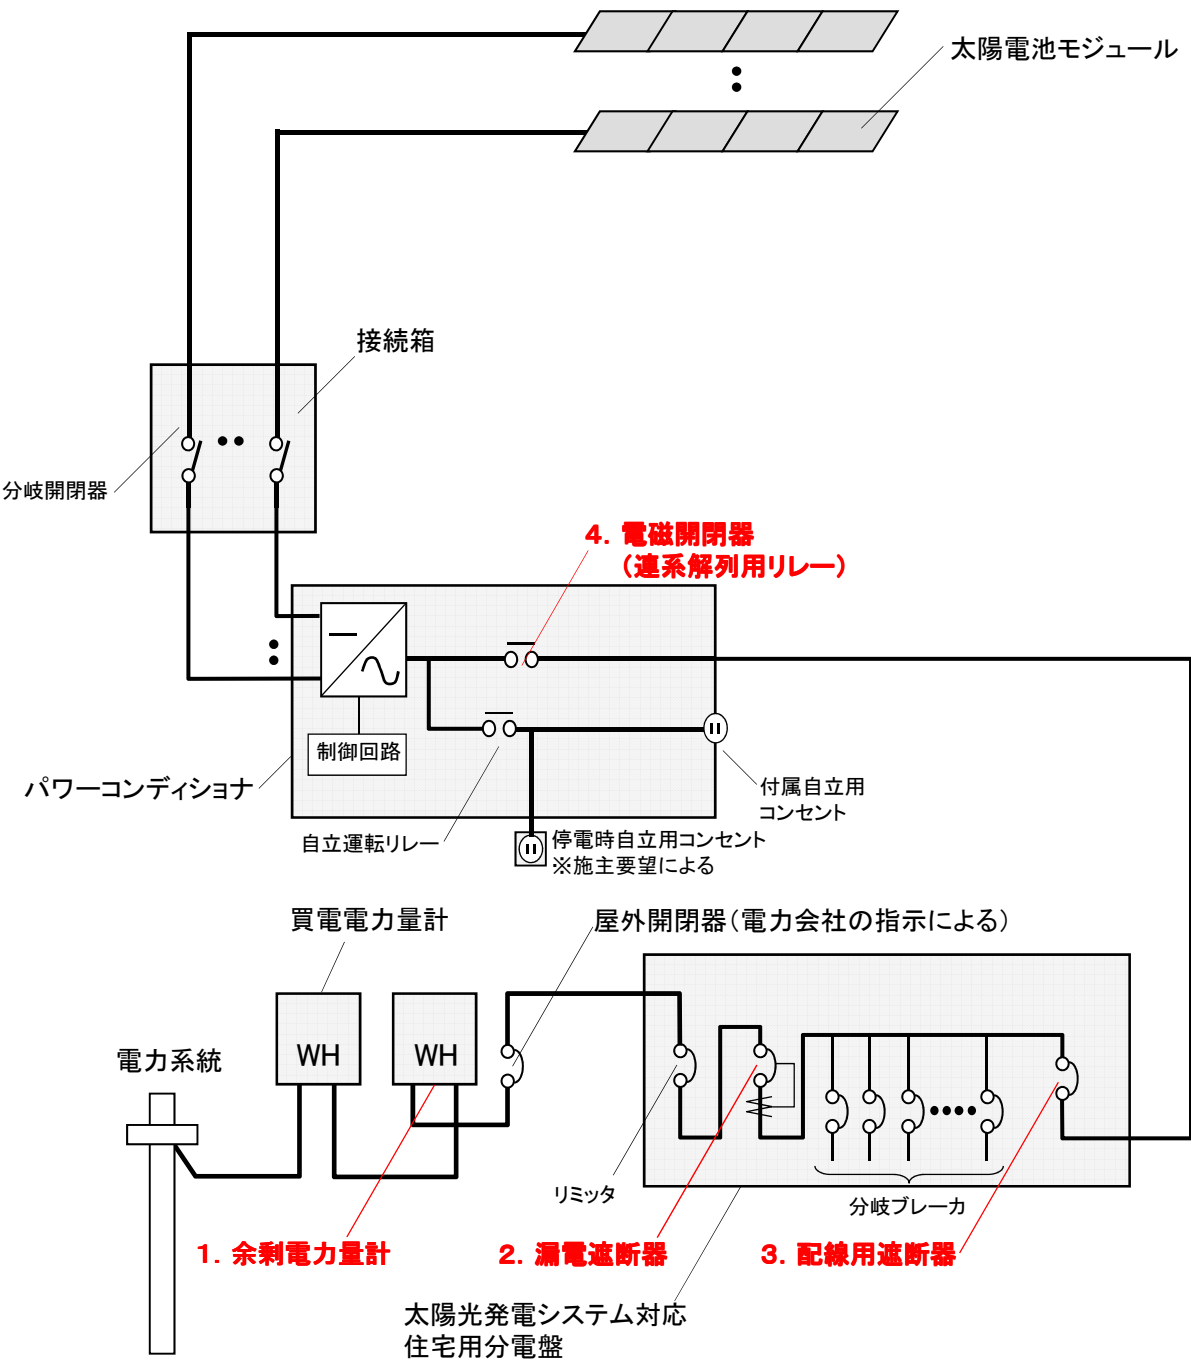 太陽電池モジュール
接続箱
分岐開閉器
4. 電磁開閉器
(連系解列用リレー)
制御回路
パワーコンディショナ
付属自立用
コンセント
自立運転リレー
停電時自立用コンセント
※施主要望による
買電電力量計
屋外開閉器(電力会社の指示による)
WH
WH
電力系統
リミッタ
分岐ブレーカ
1. 余剰電力量計
2. 漏電遮断器
3. 配線用遮断器
太陽光発電システム対応
住宅用分電盤